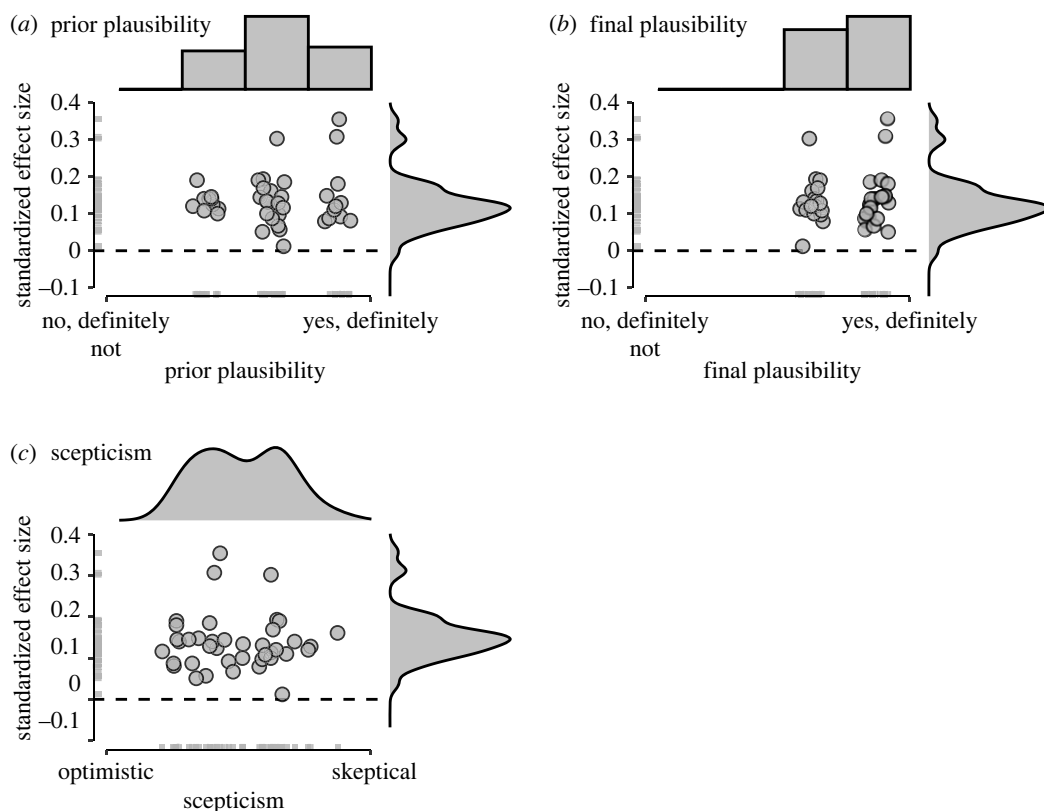 (a) prior plausibility
standardized effect size
0.4
0.3
0.2
0.1
0
–0.1
no, definitely
not
yes, definitely
prior plausibility
(b) final plausibility
standardized effect size
0.4
0.3
0.2
0.1
0
–0.1
no, definitely
not
yes, definitely
final plausibility
(c) scepticism
standardized effect size
0.4
0.3
0.2
0.1
0
–0.1
optimistic
skeptical
scepticism